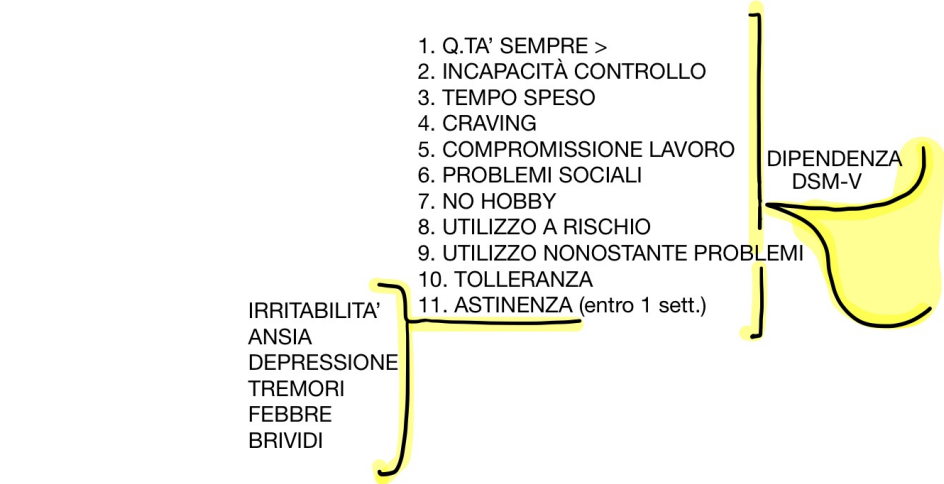 1. Q.TA' SEMPRE >
2. INCAPACITÀ CONTROLLO
3. TEMPO SPESO
4. CRAVING
5. COMPROMISSIONE LAVORO
6. PROBLEMI SOCIALI
7. NO HOBBY
8. UTILIZZO A RISCHIO
9. UTILIZZO NONOSTANTE PROBLEMI
10. TOLLERANZA
11. ASTINENZA (entro 1 sett.)
DIPENDENZA
DSM-V
IRRITABILITA'
ANSIA
DEPRESSIONE
TREMORI
FEBBRE
BRIVIDI